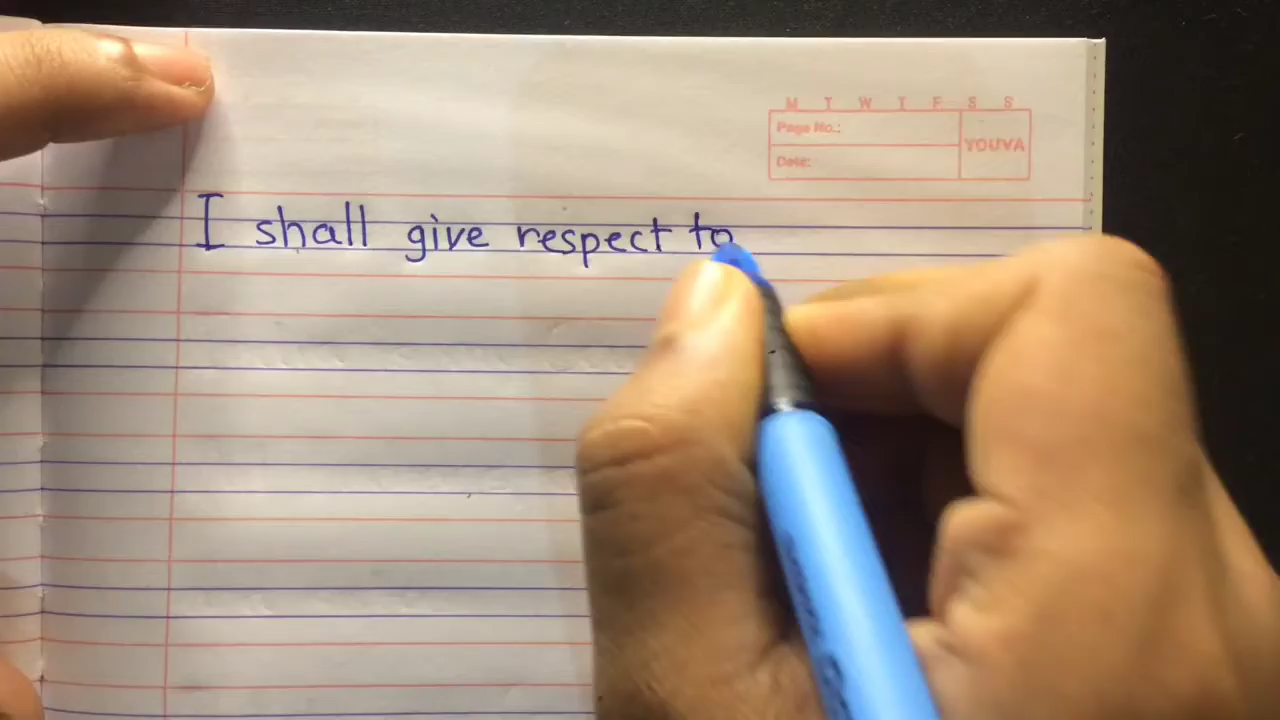 M T W T F S S
Page No.:
YOUVA
Date:
I shall give respect to